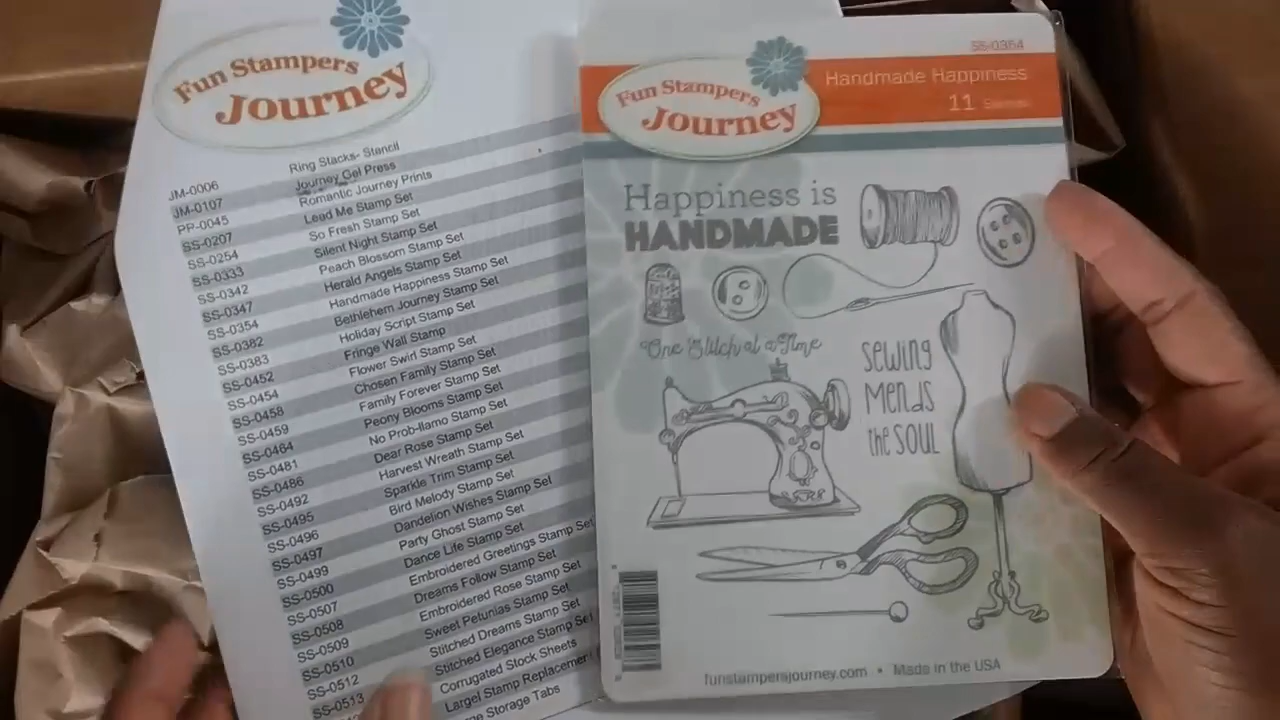 Fun Stampers
Journey
JM-0006 Ring Stacks- Stencil
JM-0107 Journey Gel Press
PP-0045 Romantic Journey Prints
SS-0207 Lead Me Stamp Set
SS-0254 So Fresh Stamp Set
SS-0333 Silent Night Stamp Set
SS-0342 Peach Blossom Stamp Set
SS-0347 Herald Angels Stamp Set
SS-0354 Handmade Happiness Stamp Set
SS-0382 Bethlehem Journey Stamp Set
SS-0383 Holiday Script Stamp Set
SS-0452 Fringe Wall Stamp
SS-0454 Flower Swirl Stamp Set
SS-0458 Chosen Family Stamp Set
SS-0459 Family Forever Stamp Set
SS-0464 Peony Blooms Stamp Set
SS-0481 No Prob-llamo Stamp Set
SS-0486 Dear Rose Stamp Set
SS-0492 Harvest Wreath Stamp Set
SS-0495 Sparkle Trim Stamp Set
SS-0496 Bird Melody Stamp Set
SS-0497 Dandelion Wishes Stamp Set
SS-0499 Party Ghost Stamp Set
SS-0500 Dance Life Stamp Set
SS-0507 Embroidered Greetings Stamp Set
SS-0508 Dreams Follow Stamp Set
SS-0509 Embroidered Rose Stamp Set
SS-0510 Sweet Petunias Stamp Set
SS-0512 Stitched Dreams Stamp Set
SS-0513 Stitched Elegance Stamp Set
Corrugated Stock Sheets
Storage Tabs
SS-0354
Fun Stampers
Journey
Handmade Happiness
11
Happiness is
HANDMADE
One Stitch at a Time
Sewing
Mends
the SOUL
funstampersjourney.com • Made in the USA